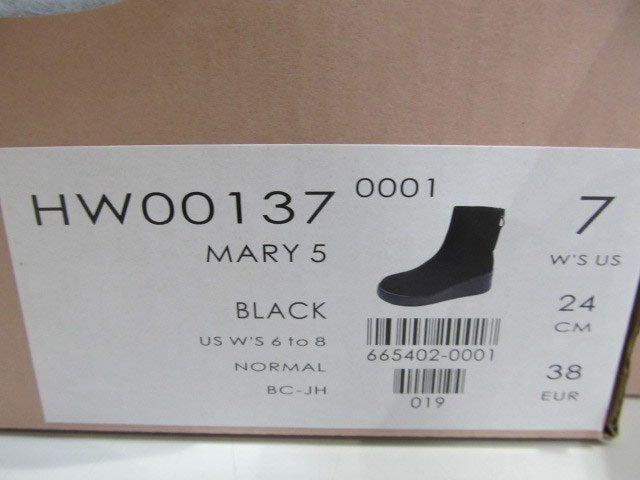 HW00137 0001
MARY 5
BLACK
US W'S 6 to 8
NORMAL
BC-JH
665402-0001
019
7
W'S US
24
CM
38
EUR